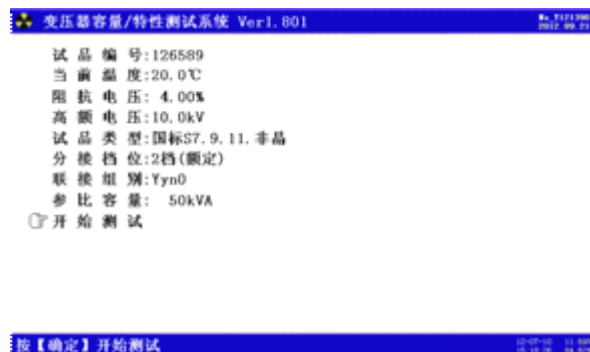 变压器容量/特性测试系统 Ver1.801
试 品 编 号:126589
当 前 温 度:20.0℃
阻 抗 电 压: 4.00%
高 额 电 压:10.0kV
试 品 类 型:国标S7.9.11.非晶
分 接 档 位:2档(额定)
联 接 组 别:Yyn0
参 比 容 量: 50kVA
开 始 测 试
按【确定】开始测试